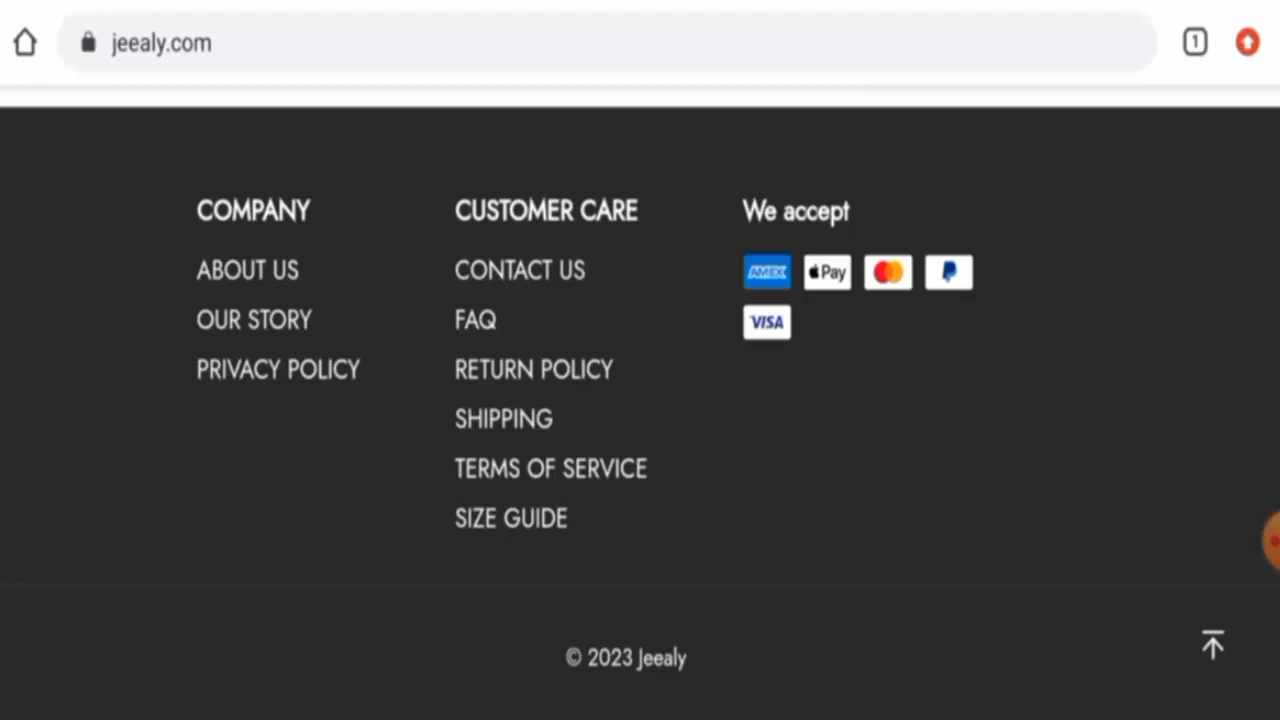 jeealy.com
1
COMPANY
ABOUT US
OUR STORY
PRIVACY POLICY
CUSTOMER CARE
CONTACT US
FAQ
RETURN POLICY
SHIPPING
TERMS OF SERVICE
SIZE GUIDE
We accept
AMEX Pay
VISA
© 2023 Jeealy